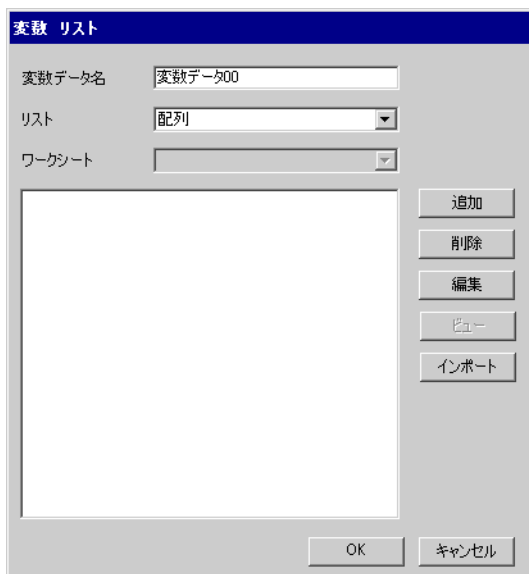 変数 リスト
変数データ名 変数データ00
リスト 配列
ワークシート
追加
削除
編集
ビュー
インポート
OK キャンセル